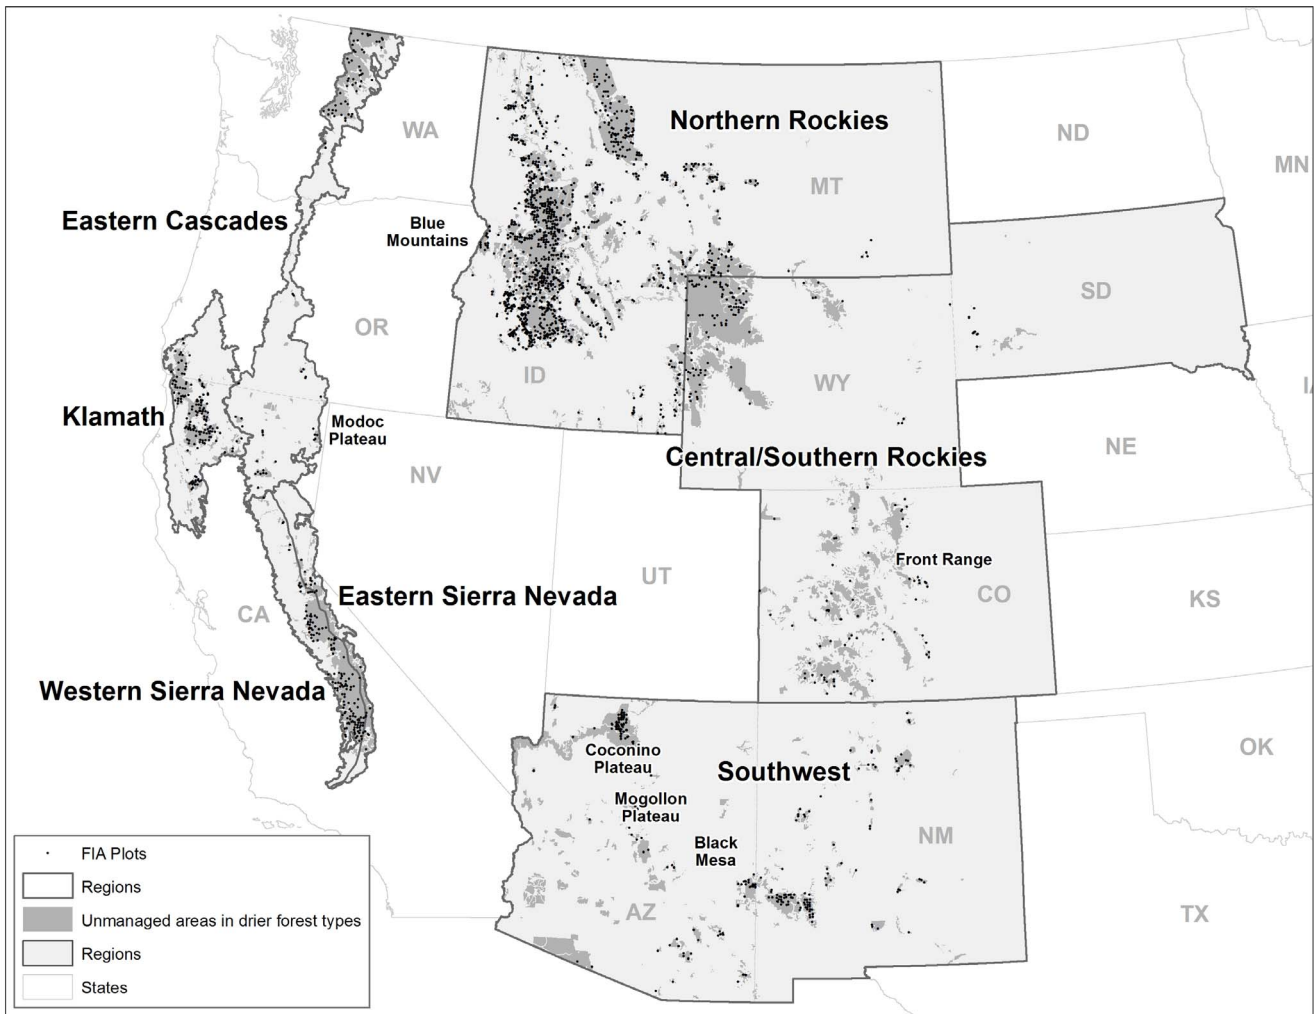 WA
Northern Rockies
ND
MN
MT
Eastern Cascades
Blue
Mountains
SD
OR
ID
WY
Klamath
Modoc
Plateau
NE
Central/Southern Rockies
NV
Front Range
UT
CO
KS
Eastern Sierra Nevada
CA
Western Sierra Nevada
Coconino
Plateau
OK
Southwest
Mogollon
Plateau
Black
Mesa
NM
AZ
TX
FIA Plots
Regions
Unmanaged areas in drier forest types
Regions
States